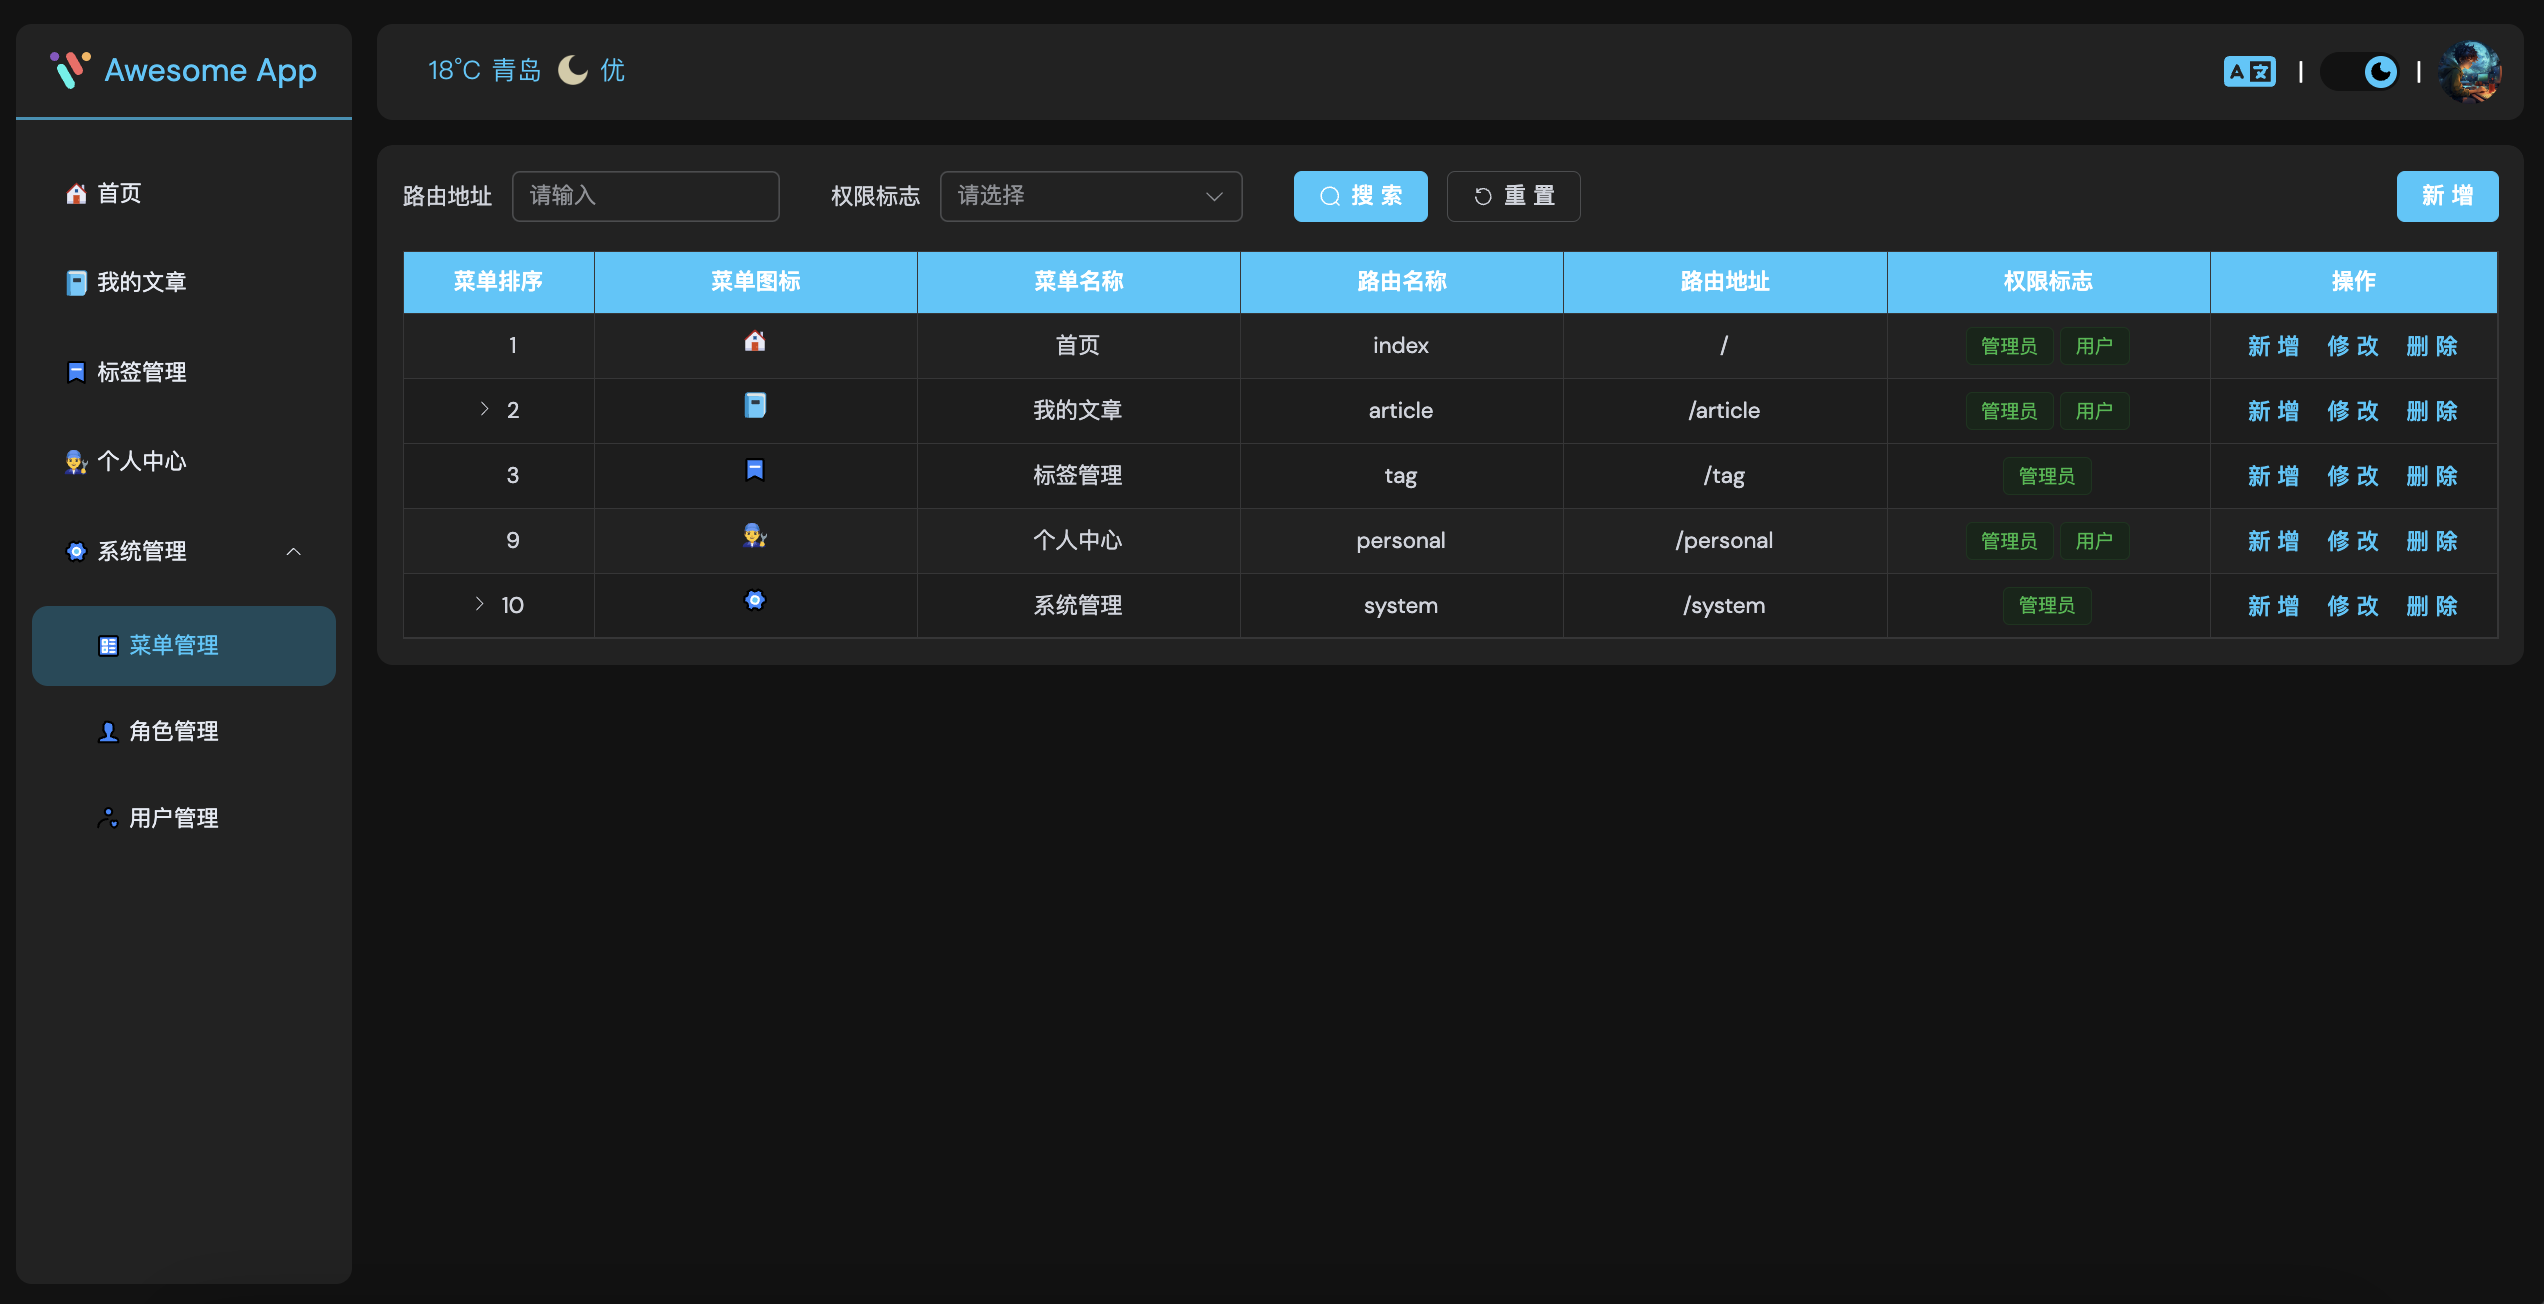 Awesome App
首页
我的文章
标签管理
个人中心
系统管理
菜单管理
角色管理
用户管理
18°C 青岛 优
A 文
路由地址 请输入 权限标志 请选择 搜 索 重 置 新 增
菜单排序 菜单图标 菜单名称 路由名称 路由地址 权限标志 操作
1 首页 index / 管理员 用户 新 增 修 改 删 除
2 我的文章 article /article 管理员 用户 新 增 修 改 删 除
3 标签管理 tag /tag 管理员 新 增 修 改 删 除
9 个人中心 personal /personal 管理员 用户 新 增 修 改 删 除
10 系统管理 system /system 管理员 新 增 修 改 删 除